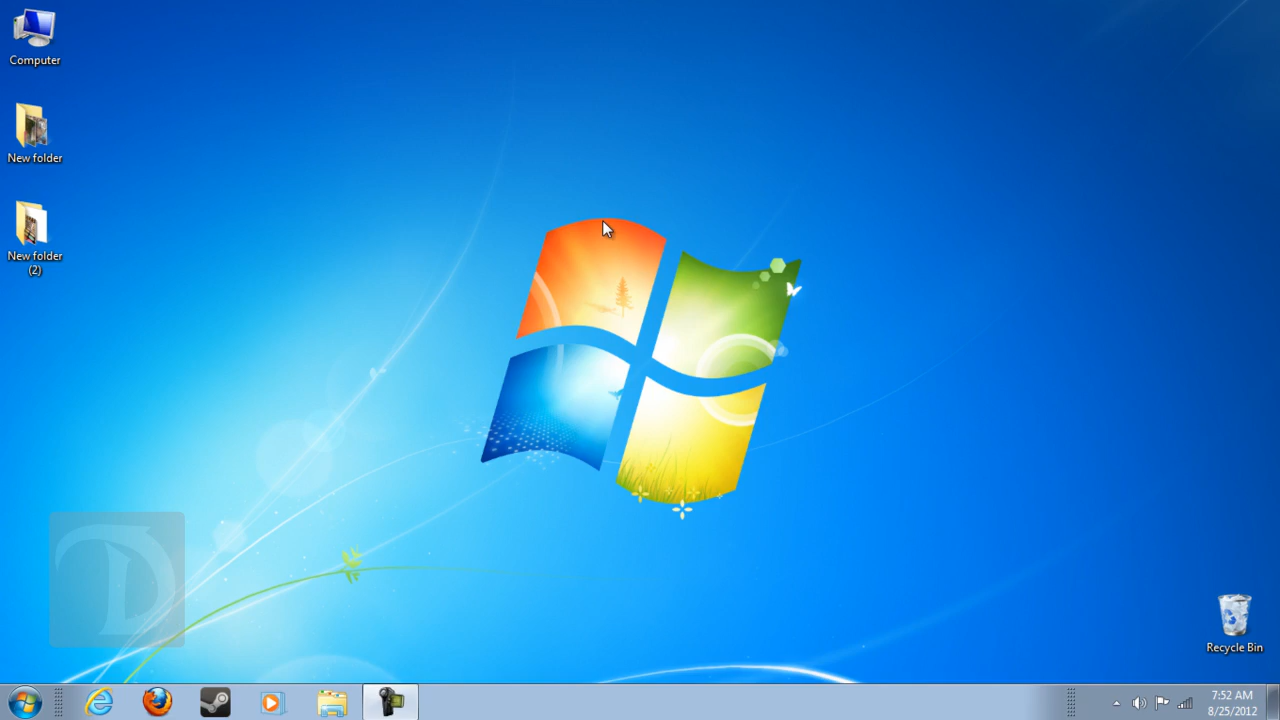 Computer
New folder
New folder
(2)
Recycle Bin
7:52 AM
8/25/2012